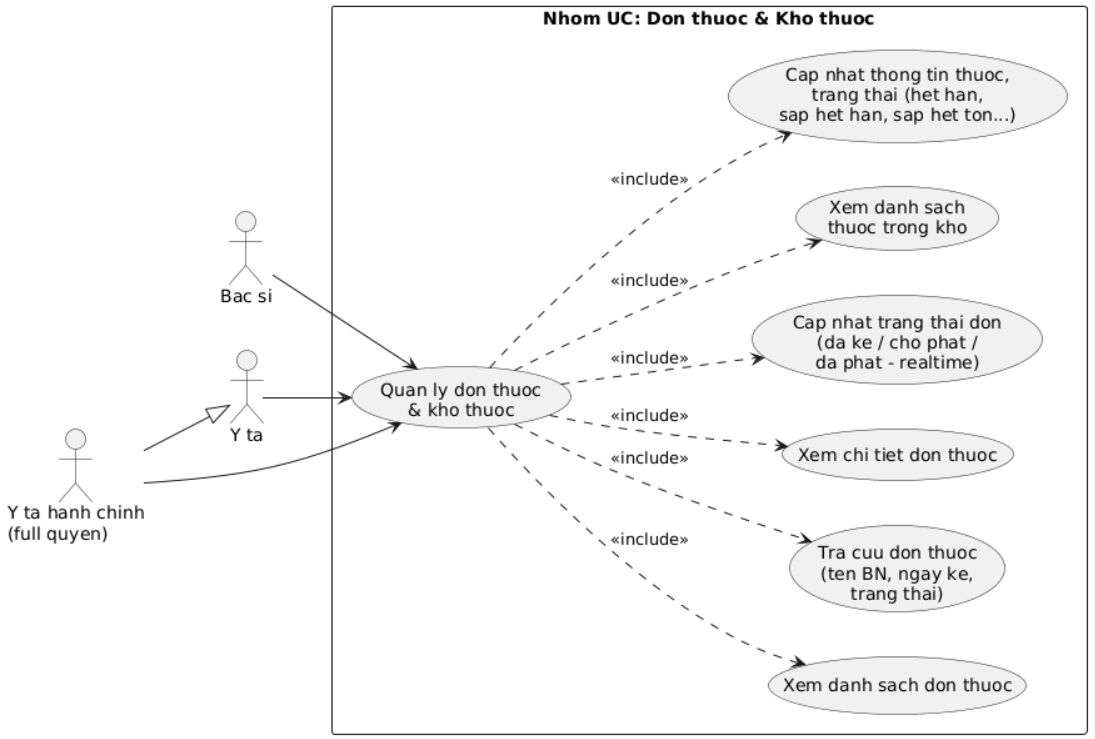 Nhom UC: Don thuoc & Kho thuoc
Cap nhat thong tin thuoc,
trang thai (het han,
sap het han, sap het ton...)
«include»
Xem danh sach
thuoc trong kho
«include»
Bac si
Cap nhat trang thai don
(da ke / cho phat /
da phat - realtime)
«include»
Quan ly don thuoc
& kho thuoc
Y ta
«include»
Xem chi tiet don thuoc
«include»
Y ta hanh chinh
(full quyen)
«include»
Tra cuu don thuoc
(ten BN, ngay ke,
trang thai)
Xem danh sach don thuoc